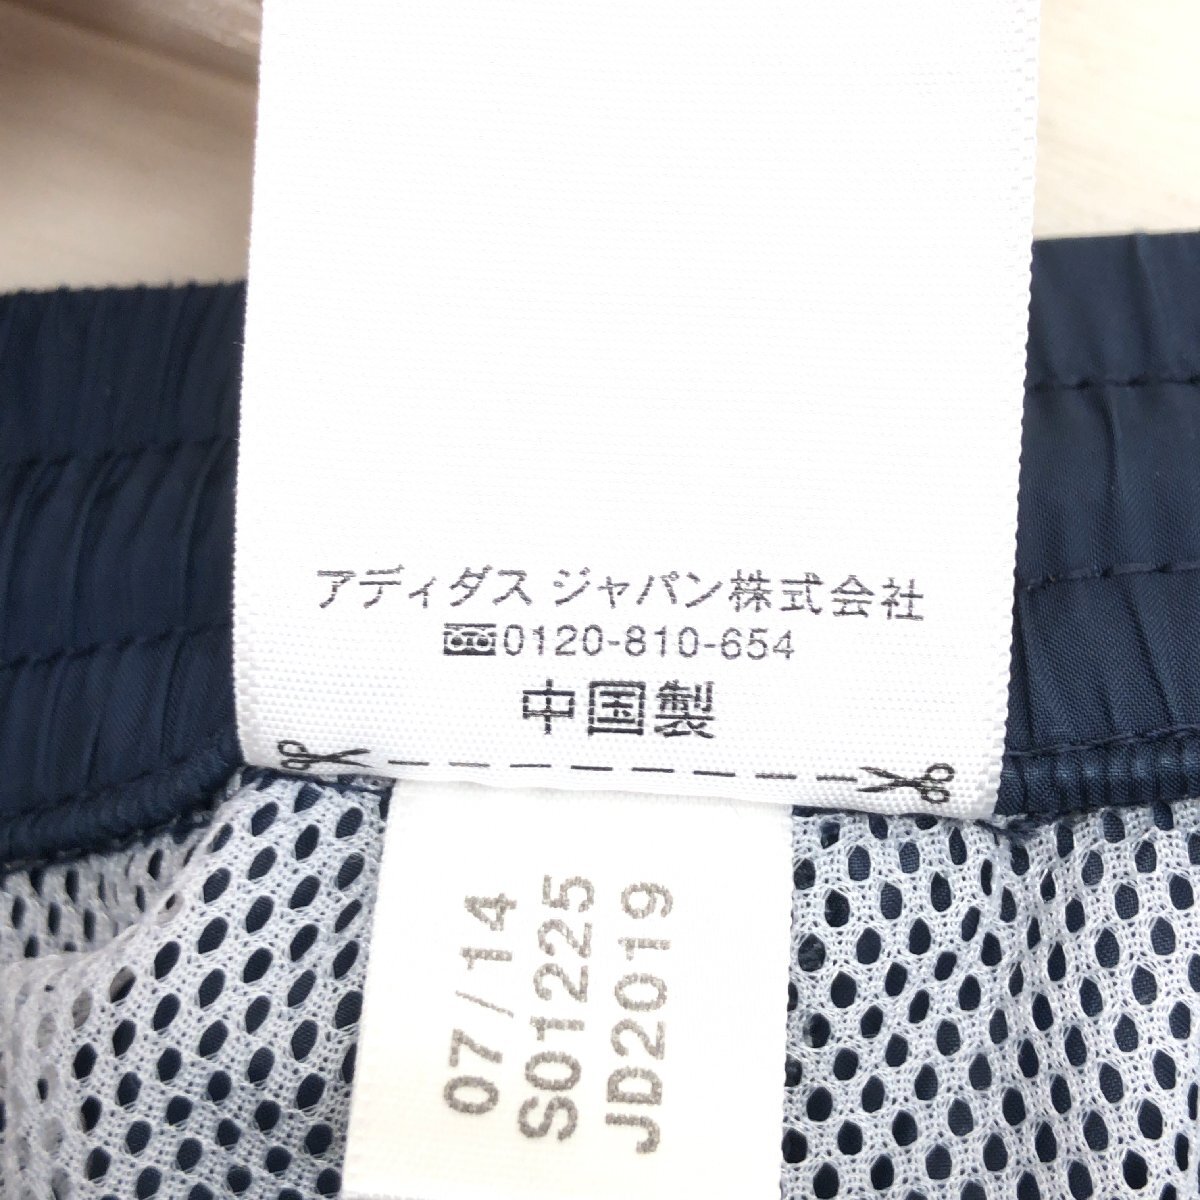 アディダス ジャパン株式会社
0120-810-654
中国製
07/14
S01225
JD2019